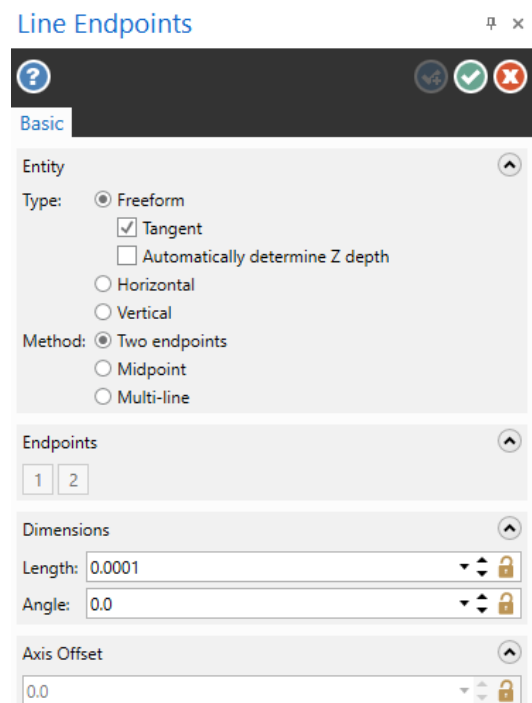 Line Endpoints
Basic
Entity
Type: Freeform
Tangent
Automatically determine Z depth
Horizontal
Vertical
Method: Two endpoints
Midpoint
Multi-line
Endpoints
1 2
Dimensions
Length: 0.0001
Angle: 0.0
Axis Offset
0.0